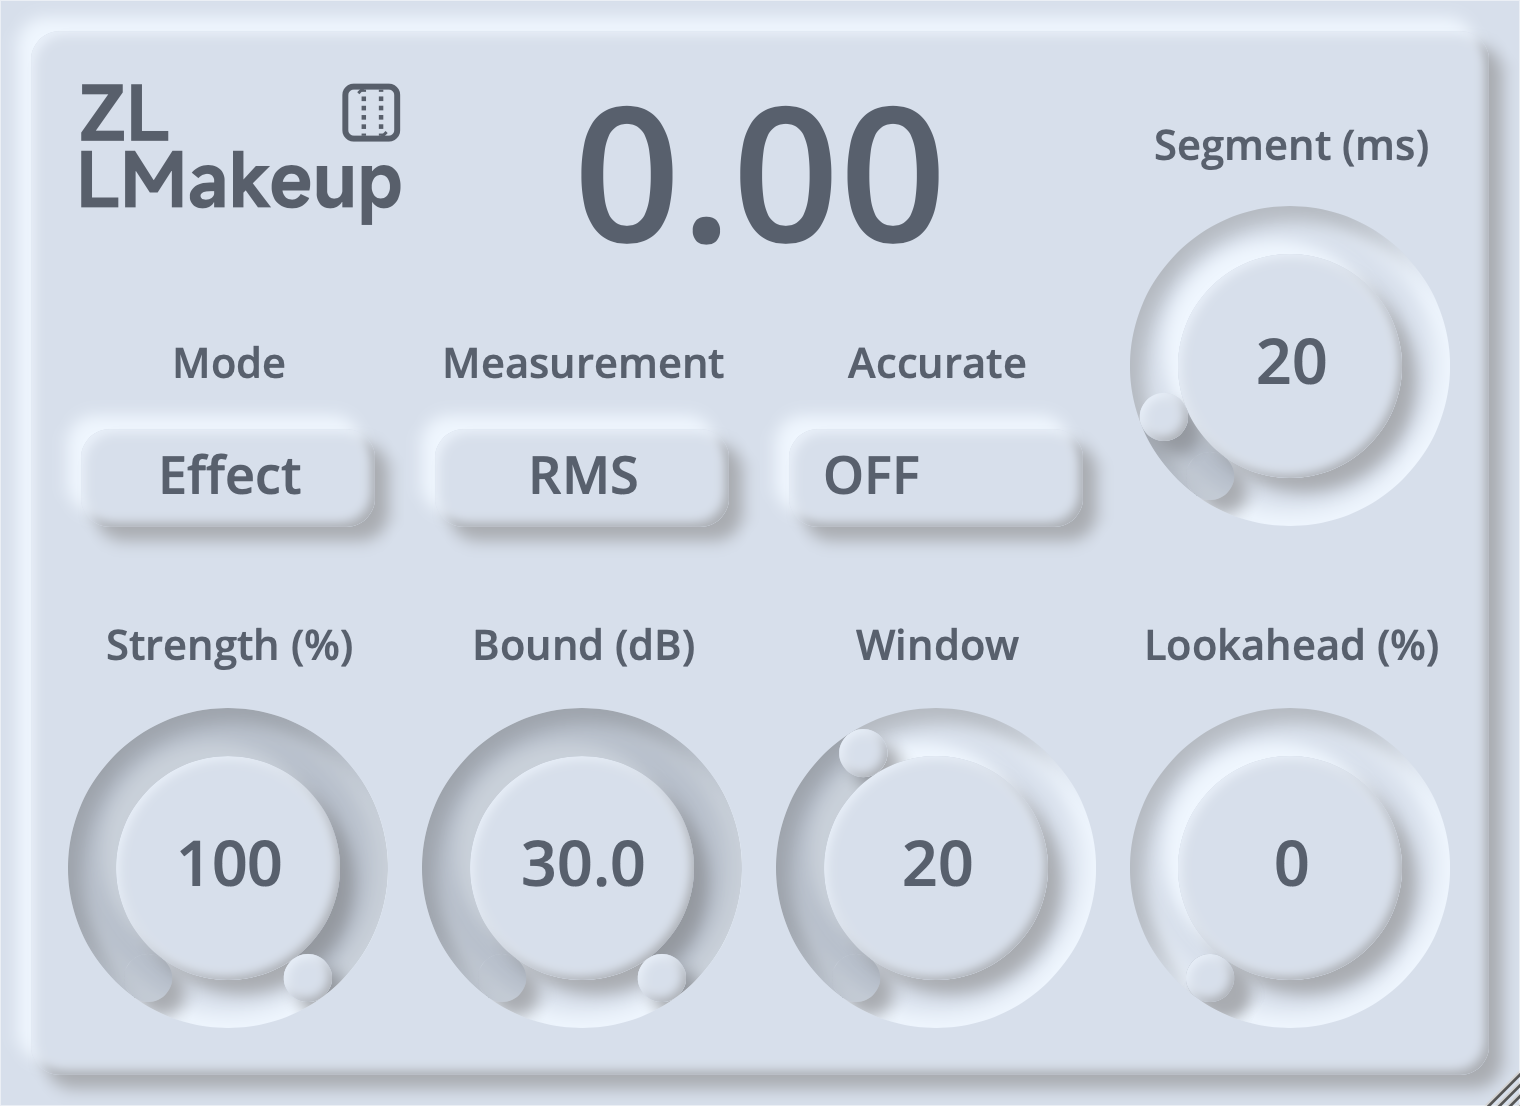 ZL
LMakeup
0.00
Segment (ms)
20
Mode
Measurement
Accurate
Effect
RMS
OFF
Strength (%)
Bound (dB)
Window
Lookahead (%)
100
30.0
20
0